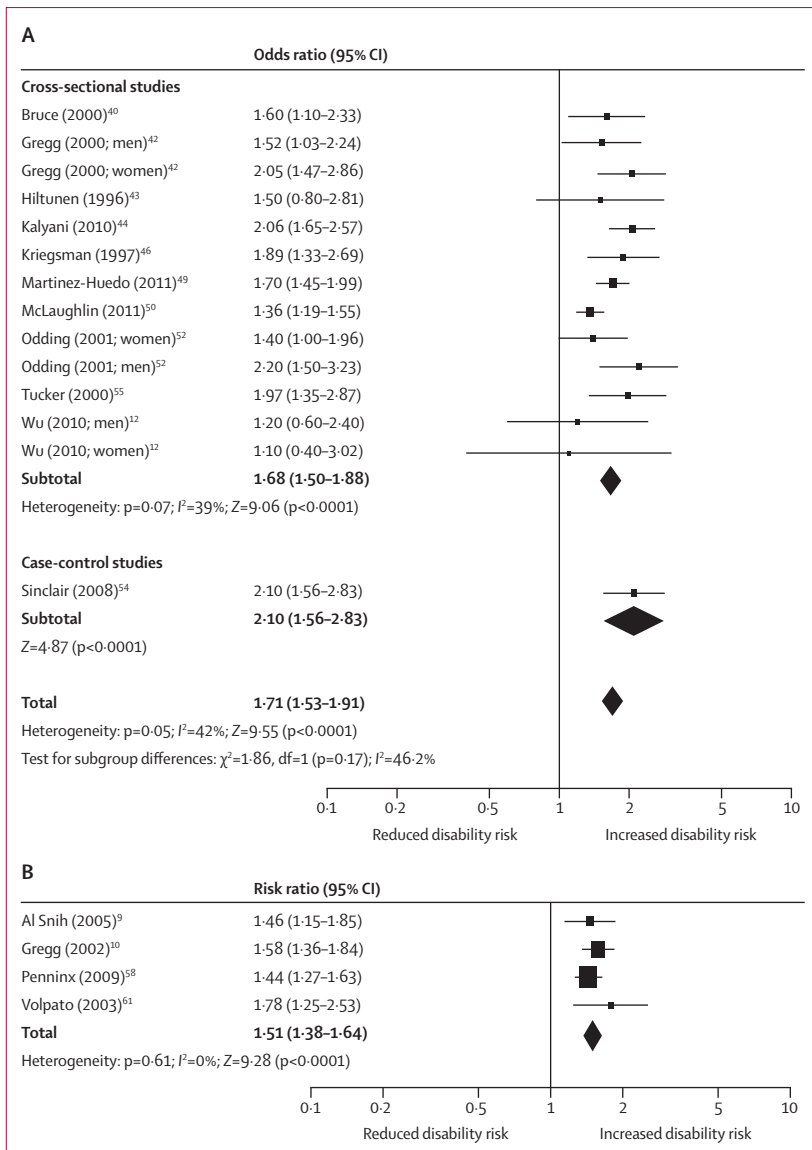 A
Odds ratio (95% CI)
Cross-sectional studies
Bruce (2000)⁴⁰ 1·60 (1·10–2·33)
Gregg (2000; men)⁴² 1·52 (1·03–2·24)
Gregg (2000; women)⁴² 2·05 (1·47–2·86)
Hiltunen (1996)⁴³ 1·50 (0·80–2·81)
Kalyani (2010)⁴⁴ 2·06 (1·65–2·57)
Kriegsman (1997)⁴⁶ 1·89 (1·33–2·69)
Martinez-Huedo (2011)⁴⁹ 1·70 (1·45–1·99)
McLaughlin (2011)⁵⁰ 1·36 (1·19–1·55)
Odding (2001; women)⁵² 1·40 (1·00–1·96)
Odding (2001; men)⁵² 2·20 (1·50–3·23)
Tucker (2000)⁵⁵ 1·97 (1·35–2·87)
Wu (2010; men)¹² 1·20 (0·60–2·40)
Wu (2010; women)¹² 1·10 (0·40–3·02)
Subtotal 1·68 (1·50–1·88)
Heterogeneity: p=0·07; I²=39%; Z=9·06 (p<0·0001)
Case-control studies
Sinclair (2008)⁵⁴ 2·10 (1·56–2·83)
Subtotal 2·10 (1·56–2·83)
Z=4·87 (p<0·0001)
Total 1·71 (1·53–1·91)
Heterogeneity: p=0·05; I²=42%; Z=9·55 (p<0·0001)
Test for subgroup differences: χ²=1·86, df=1 (p=0·17); I²=46·2%
0·1 0·2 0·5 1 2 5 10
Reduced disability risk Increased disability risk
B
Risk ratio (95% CI)
Al Snih (2005)⁹ 1·46 (1·15–1·85)
Gregg (2002)¹⁰ 1·58 (1·36–1·84)
Penninx (2009)⁵⁸ 1·44 (1·27–1·63)
Volpato (2003)⁶¹ 1·78 (1·25–2·53)
Total 1·51 (1·38–1·64)
Heterogeneity: p=0·61; I²=0%; Z=9·28 (p<0·0001)
0·1 0·2 0·5 1 2 5 10
Reduced disability risk Increased disability risk